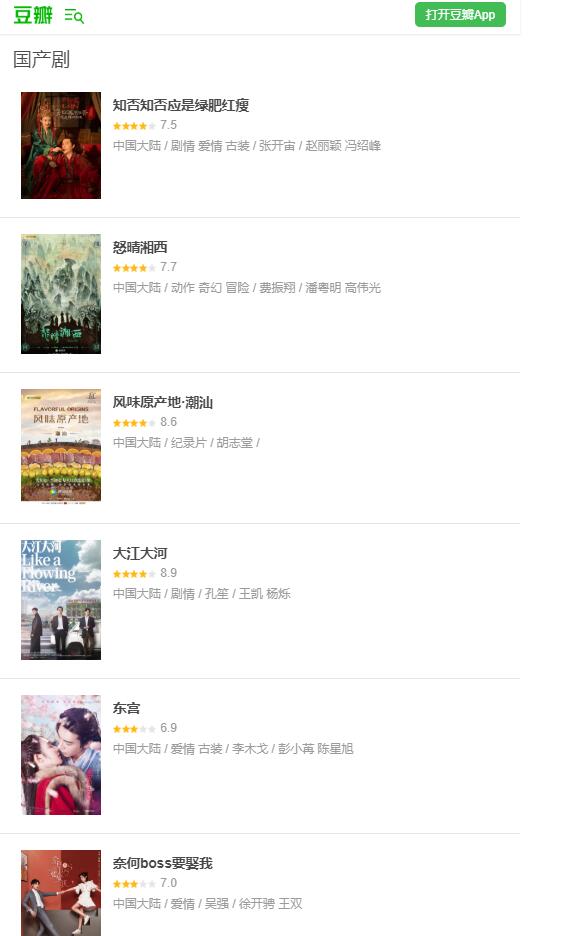 豆瓣
打开豆瓣App
国产剧
知否知否应是绿肥红瘦
7.5
中国大陆 / 剧情 爱情 古装 / 张开宙 / 赵丽颖 冯绍峰
怒晴湘西
7.7
中国大陆 / 动作 奇幻 冒险 / 费振翔 / 潘粤明 高伟光
怒晴湘西
FLAVORFUL ORIGINS
风味原产地
风味原产地·潮汕
8.6
中国大陆 / 纪录片 / 胡志堂 /
大江大河
Like a
Flowing
River
大江大河
8.9
中国大陆 / 剧情 / 孔笙 / 王凯 杨烁
东宫
6.9
中国大陆 / 爱情 古装 / 李木戈 / 彭小苒 陈星旭
奈何boss要娶我
7.0
中国大陆 / 爱情 / 吴强 / 徐开骋 王双